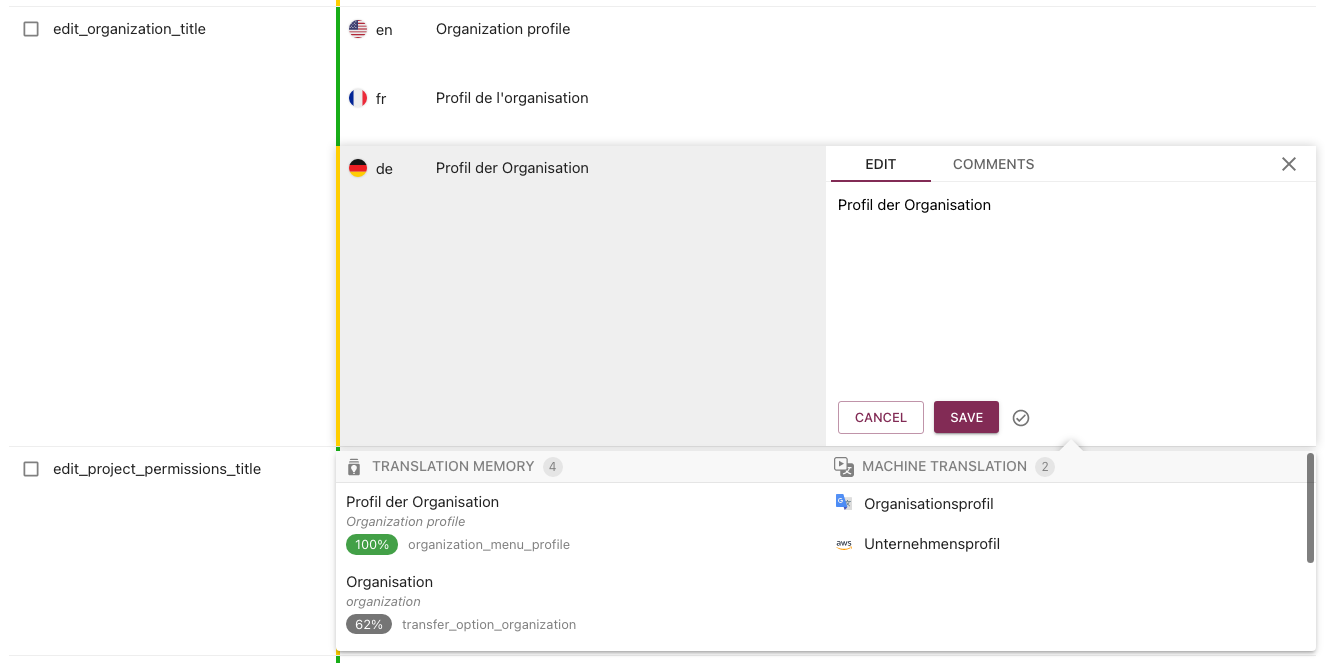 edit_organization_title
en Organization profile
fr Profil de l'organisation
de Profil der Organisation
EDIT COMMENTS
Profil der Organisation
CANCEL SAVE
edit_project_permissions_title
TRANSLATION MEMORY 4
Profil der Organisation
Organization profile
100% organization_menu_profile
Organisation
organization
62% transfer_option_organization
MACHINE TRANSLATION 2
G Organisationsprofil
aws Unternehmensprofil